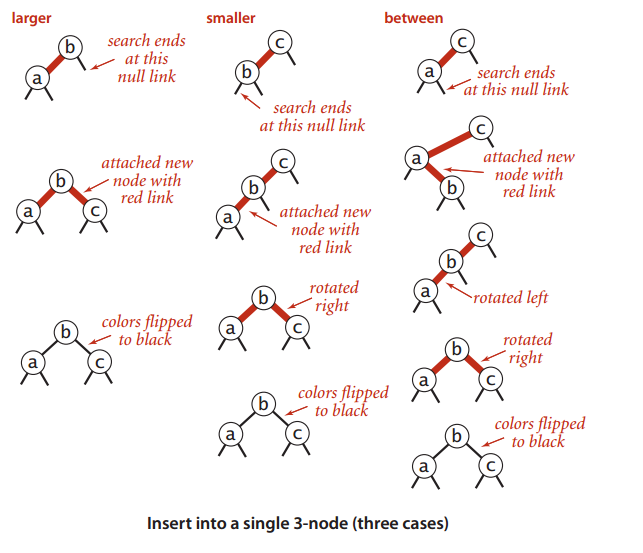 larger
b
a
search ends
at this
null link
b
a
c
attached new
node with
red link
b
a
c
colors flipped
to black
smaller
c
b
search ends
at this null link
c
b
a
attached new
node with
red link
b
a
c
rotated
right
b
a
c
colors flipped
to black
between
c
a
search ends
at this null link
c
a
b
attached new
node with
red link
c
b
a
rotated left
b
a
c
rotated
right
b
a
c
colors flipped
to black
Insert into a single 3-node (three cases)